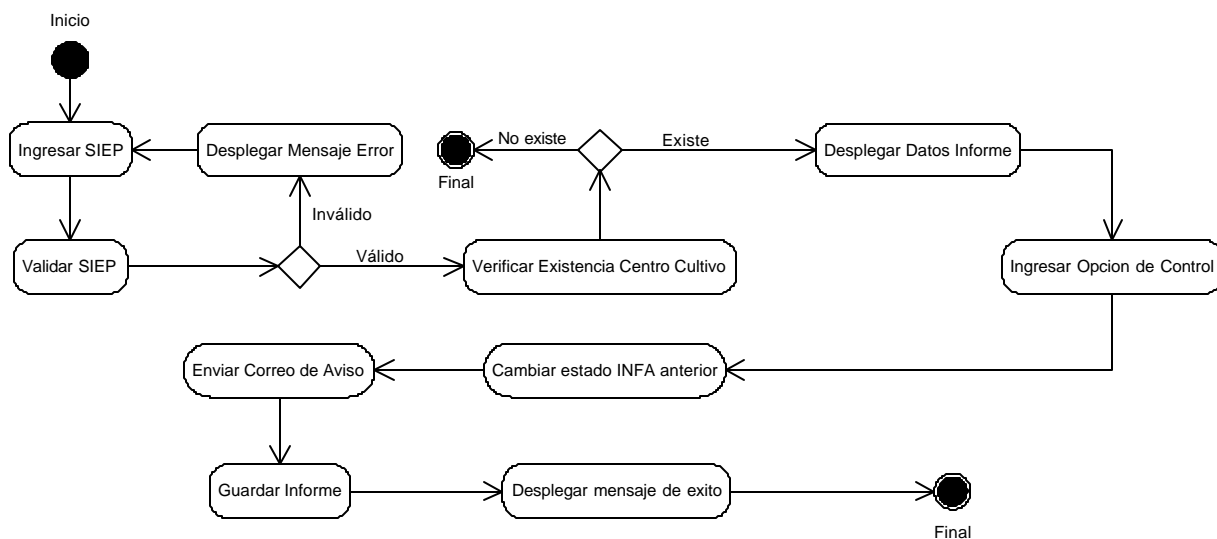 Inicio
Ingresar SIEP
Desplegar Mensaje Error
No existe
Existe
Desplegar Datos Informe
Final
Inválido
Validar SIEP
Válido
Verificar Existencia Centro Cultivo
Ingresar Opcion de Control
Enviar Correo de Aviso
Cambiar estado INFA anterior
Guardar Informe
Desplegar mensaje de exito
Final